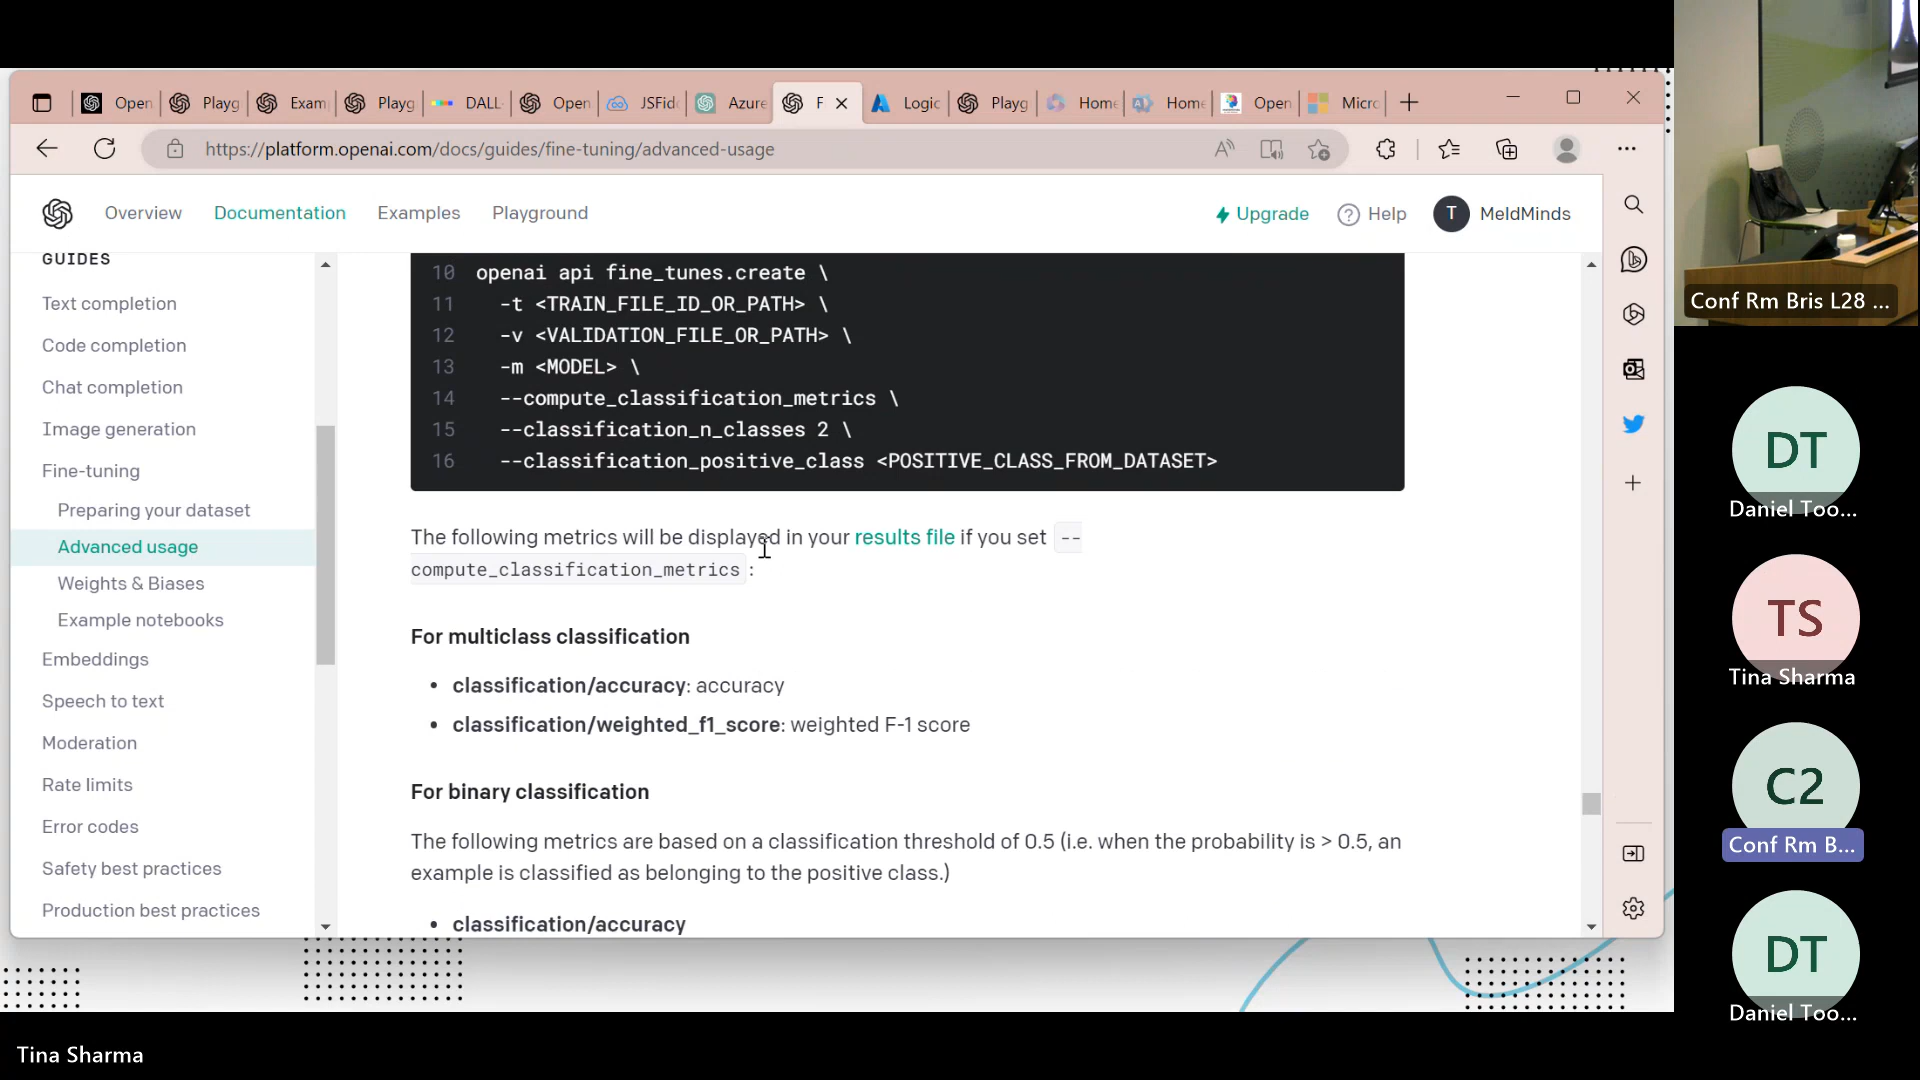 Open
Playg
Exam
Playg
DALL
Open
JSFid
Azure
F
Logic
Playg
Home
Home
Open
Micro
https://platform.openai.com/docs/guides/fine-tuning/advanced-usage
Overview
Documentation
Examples
Playground
Upgrade
Help
T
MeldMinds
GUIDES
Text completion
Code completion
Chat completion
Image generation
Fine-tuning
Preparing your dataset
Advanced usage
Weights & Biases
Example notebooks
Embeddings
Speech to text
Moderation
Rate limits
Error codes
Safety best practices
Production best practices
10 openai api fine_tunes.create \
11 -t <TRAIN_FILE_ID_OR_PATH> \
12 -v <VALIDATION_FILE_OR_PATH> \
13 -m <MODEL> \
14 --compute_classification_metrics \
15 --classification_n_classes 2 \
16 --classification_positive_class <POSITIVE_CLASS_FROM_DATASET>
The following metrics will be displayed in your results file if you set --
compute_classification_metrics :
For multiclass classification
• classification/accuracy: accuracy
• classification/weighted_f1_score: weighted F-1 score
For binary classification
The following metrics are based on a classification threshold of 0.5 (i.e. when the probability is > 0.5, an
example is classified as belonging to the positive class.)
• classification/accuracy
Conf Rm Bris L28 ...
DT
Daniel Too...
TS
Tina Sharma
C2
Conf Rm B...
DT
Daniel Too...
Tina Sharma